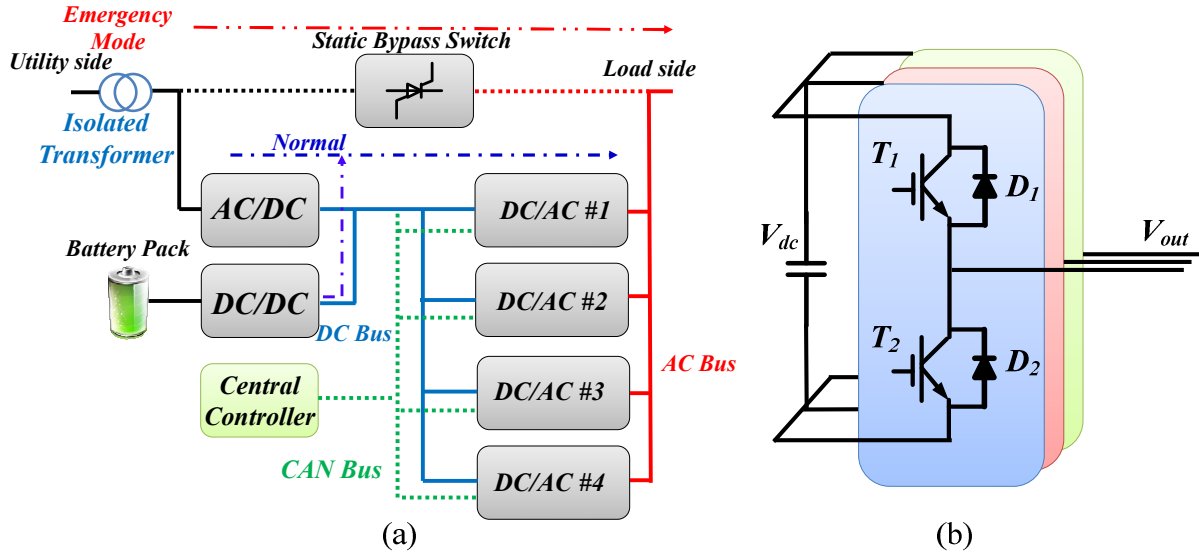 Emergency
Mode
Static Bypass Switch
Utility side
Load side
Isolated
Transformer
Normal
AC/DC
DC/AC #1
Battery Pack
DC/DC
DC/AC #2
DC Bus
AC Bus
Central
Controller
DC/AC #3
CAN Bus
DC/AC #4
(a)
T1
D1
Vdc
Vout
T2
D2
(b)